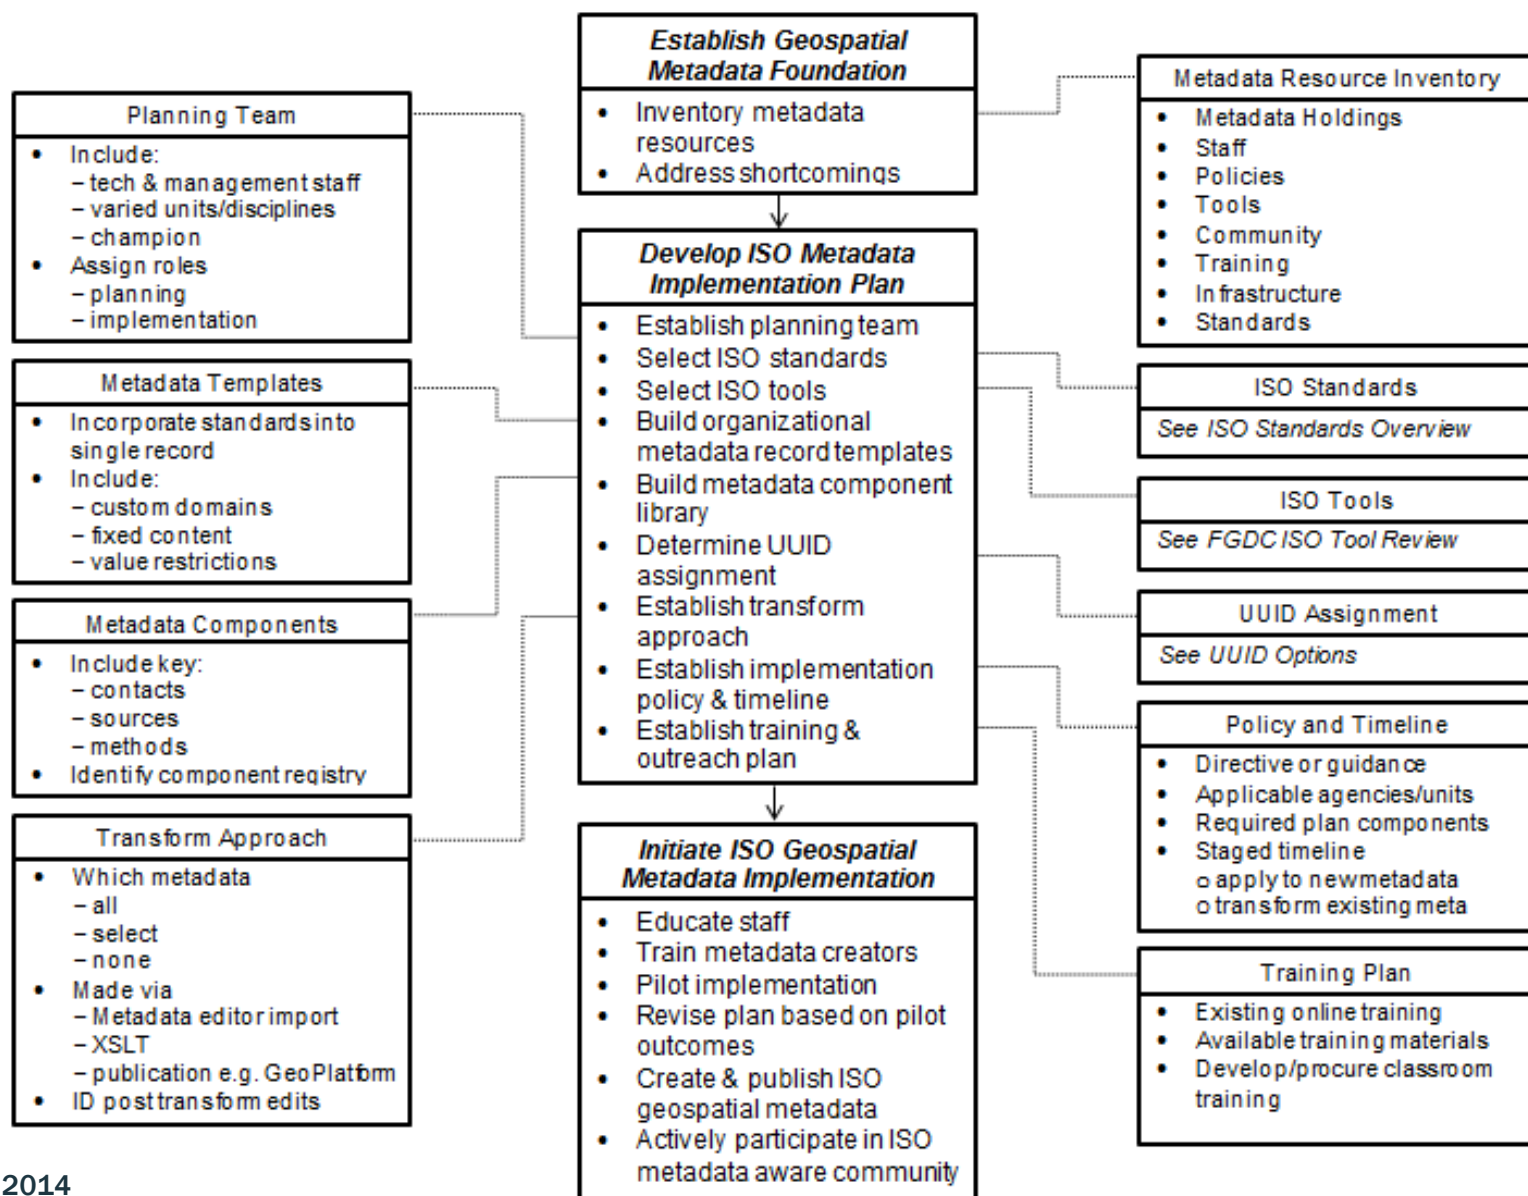 Establish Geospatial
Metadata Foundation
• Inventory metadata
resources
• Address shortcomings
Develop ISO Metadata
Implementation Plan
• Establish planning team
• Select ISO standards
• Select ISO tools
• Build organizational
metadata record templates
• Build metadata component
library
• Determine UUID
assignment
• Establish transform
approach
• Establish implementation
policy & timeline
• Establish training &
outreach plan
Initiate ISO Geospatial
Metadata Implementation
• Educate staff
• Train metadata creators
• Pilot implementation
• Revise plan based on pilot
outcomes
• Create & publish ISO
geospatial metadata
• Actively participate in ISO
metadata aware community
Planning Team
• Include:
– tech & management staff
– varied units/disciplines
– champion
• Assign roles
– planning
– implementation
Metadata Templates
• Incorporate standards into
single record
• Include:
– custom domains
– fixed content
– value restrictions
Metadata Components
• Include key:
– contacts
– sources
– methods
• Identify component registry
Transform Approach
• Which metadata
– all
– select
– none
• Made via
– Metadata editor import
– XSLT
– publication e.g. GeoPlatform
• ID post transform edits
Metadata Resource Inventory
• Metadata Holdings
• Staff
• Policies
• Tools
• Community
• Training
• Infrastructure
• Standards
ISO Standards
See ISO Standards Overview
ISO Tools
See FGDC ISO Tool Review
UUID Assignment
See UUID Options
Policy and Timeline
• Directive or guidance
• Applicable agencies/units
• Required plan components
• Staged timeline
o apply to new metadata
o transform existing meta
Training Plan
• Existing online training
• Available training materials
• Develop/procure classroom
training
2014